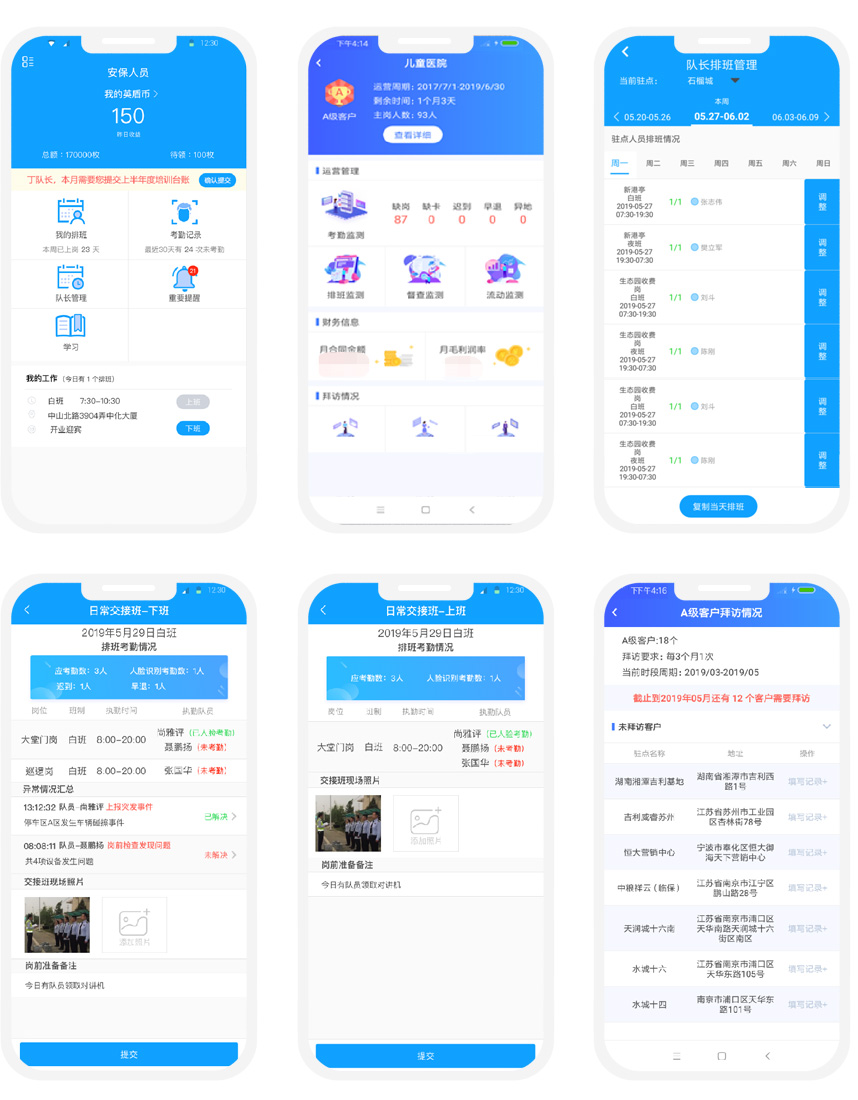 12:30
安保人员
我的英盾币
150
昨日收益
总额：170000枚
待领：100枚
丁队长，本月需要您提交上半年度培训台账
确认提交
我的排班
本周已上岗 23 天
考勤记录
最近30天有 24 次未考勤
队长管理
21
重要提醒
学习
我的工作（今日有 1 个排班）
白班 7:30-10:30
上班
中山北路3904弄中化大厦
开业迎宾
下班
下午4:14
儿童医院
A
A级客户
运营周期：2017/7/1-2019/6/30
剩余时间：1个月3天
主岗人数：93人
查看详细
运营管理
考勤监测
缺岗 缺卡 迟到 早退 异地
87 0 0 0 0
排班监测
督查监测
流动监测
财务信息
月合同金额
月毛利润率
拜访情况
队长排班管理
当前驻点：
石榴城
本周
05.20-05.26
05.27-06.02
06.03-06.09
驻点人员排班情况
周一 周二 周三 周四 周五 周六 周日
新港亭
白班
2019-05-27
07:30-19:30
1/1
张志伟
调整
新港亭
夜班
2019-05-27
19:30-07:30
1/1
樊立军
调整
生态园收费
岗
白班
2019-05-27
07:30-19:30
1/1
刘斗
调整
生态园收费
岗
夜班
2019-05-27
19:30-07:30
1/1
陈刚
调整
生态园收费
岗
白班
2019-05-27
07:30-19:30
1/1
刘斗
调整
生态园收费
岗
夜班
2019-05-27
19:30-07:30
1/1
陈刚
调整
复制当天排班
12:30
日常交接班-下班
2019年5月29日白班
排班考勤情况
应考勤数：3人
人脸识别考勤数：1人
迟到：1人
早退：1人
岗位 班制 执勤时间 执勤队员
大堂门岗 白班 8:00-20:00
尚雅评（已人脸考勤）
聂鹏扬（未考勤）
巡逻岗 白班 8:00-20:00 张国华（未考勤）
异常情况汇总
13:12:32 队员-尚雅评 上报突发事件
停车区A区发生车辆碰撞事件
已解决
08:08:11 队员-聂鹏扬 岗前检查发现问题
共4项设备发生问题
未解决
交接班现场照片
添加照片
岗前准备备注
今日有队员领取对讲机
提交
12:30
日常交接班-上班
2019年5月29日白班
排班考勤情况
应考勤数：3人
人脸识别考勤数：1人
岗位 班制 执勤时间 执勤队员
大堂门岗 白班 8:00-20:00
尚雅评（已人脸考勤）
聂鹏扬（未考勤）
张国华（未考勤）
交接班现场照片
添加照片
岗前准备备注
今日有队员领取对讲机
提交
下午4:16
A级客户拜访情况
A级客户:18个
拜访要求：每3个月1次
当前时段周期：2019/03-2019/05
截止到2019年05月还有 12 个客户需要拜访
未拜访客户
驻点名称 地址 操作
湖南湘潭吉利基地
湖南省湘潭市吉利西
路1号
填写记录+
吉利威睿苏州
江苏省苏州市工业园
区杏林街78号
填写记录+
恒大营销中心
宁波市奉化区恒大御
海天下营销中心
填写记录+
中粮祥云（临保）
江苏省南京市江宁区
鹏山路28号
填写记录+
天润城十六南
江苏省南京市浦口区
天华南路天润城十六
街区南区
填写记录+
水城十六
江苏省南京市浦口区
天华东路105号
填写记录+
水城十四
南京市浦口区天华东
路101号
填写记录+